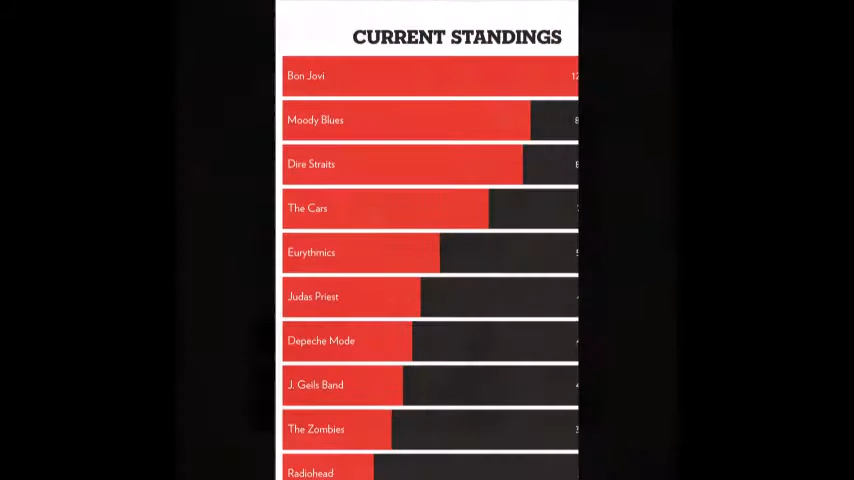 CURRENT STANDINGS
Bon Jovi
Moody Blues
Dire Straits
The Cars
Eurythmics
Judas Priest
Depeche Mode
J. Geils Band
The Zombies
Radiohead